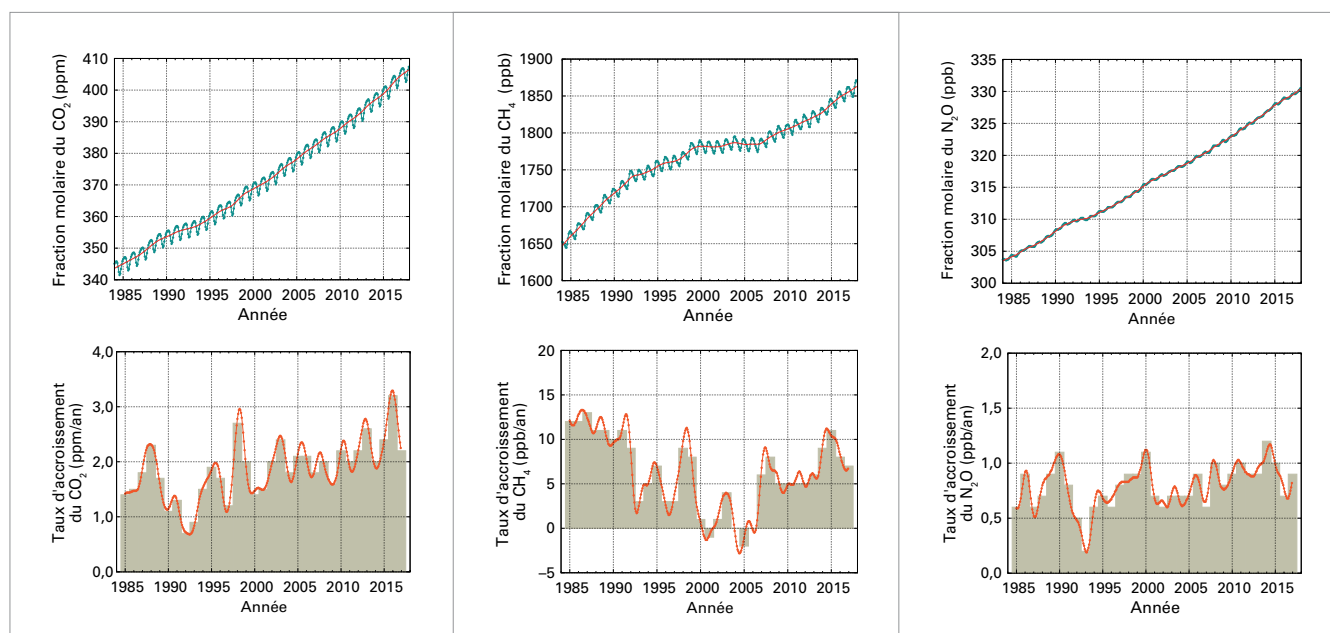 Fraction molaire du CO2 (ppm)
410
400
390
380
370
360
350
340
1985 1990 1995 2000 2005 2010 2015
Année
Fraction molaire du CH4 (ppb)
1900
1850
1800
1750
1700
1650
1600
1985 1990 1995 2000 2005 2010 2015
Année
Fraction molaire du N2O (ppb)
335
330
325
320
315
310
305
300
1985 1990 1995 2000 2005 2010 2015
Année
Taux d'accroissement
du CO2 (ppm/an)
4,0
3,0
2,0
1,0
0,0
1985 1990 1995 2000 2005 2010 2015
Année
Taux d'accroissement
du CH4 (ppb/an)
20
15
10
5
0
–5
1985 1990 1995 2000 2005 2010 2015
Année
Taux d'accroissement
du N2O (ppb/an)
2,0
1,5
1,0
0,5
0,0
1985 1990 1995 2000 2005 2010 2015
Année